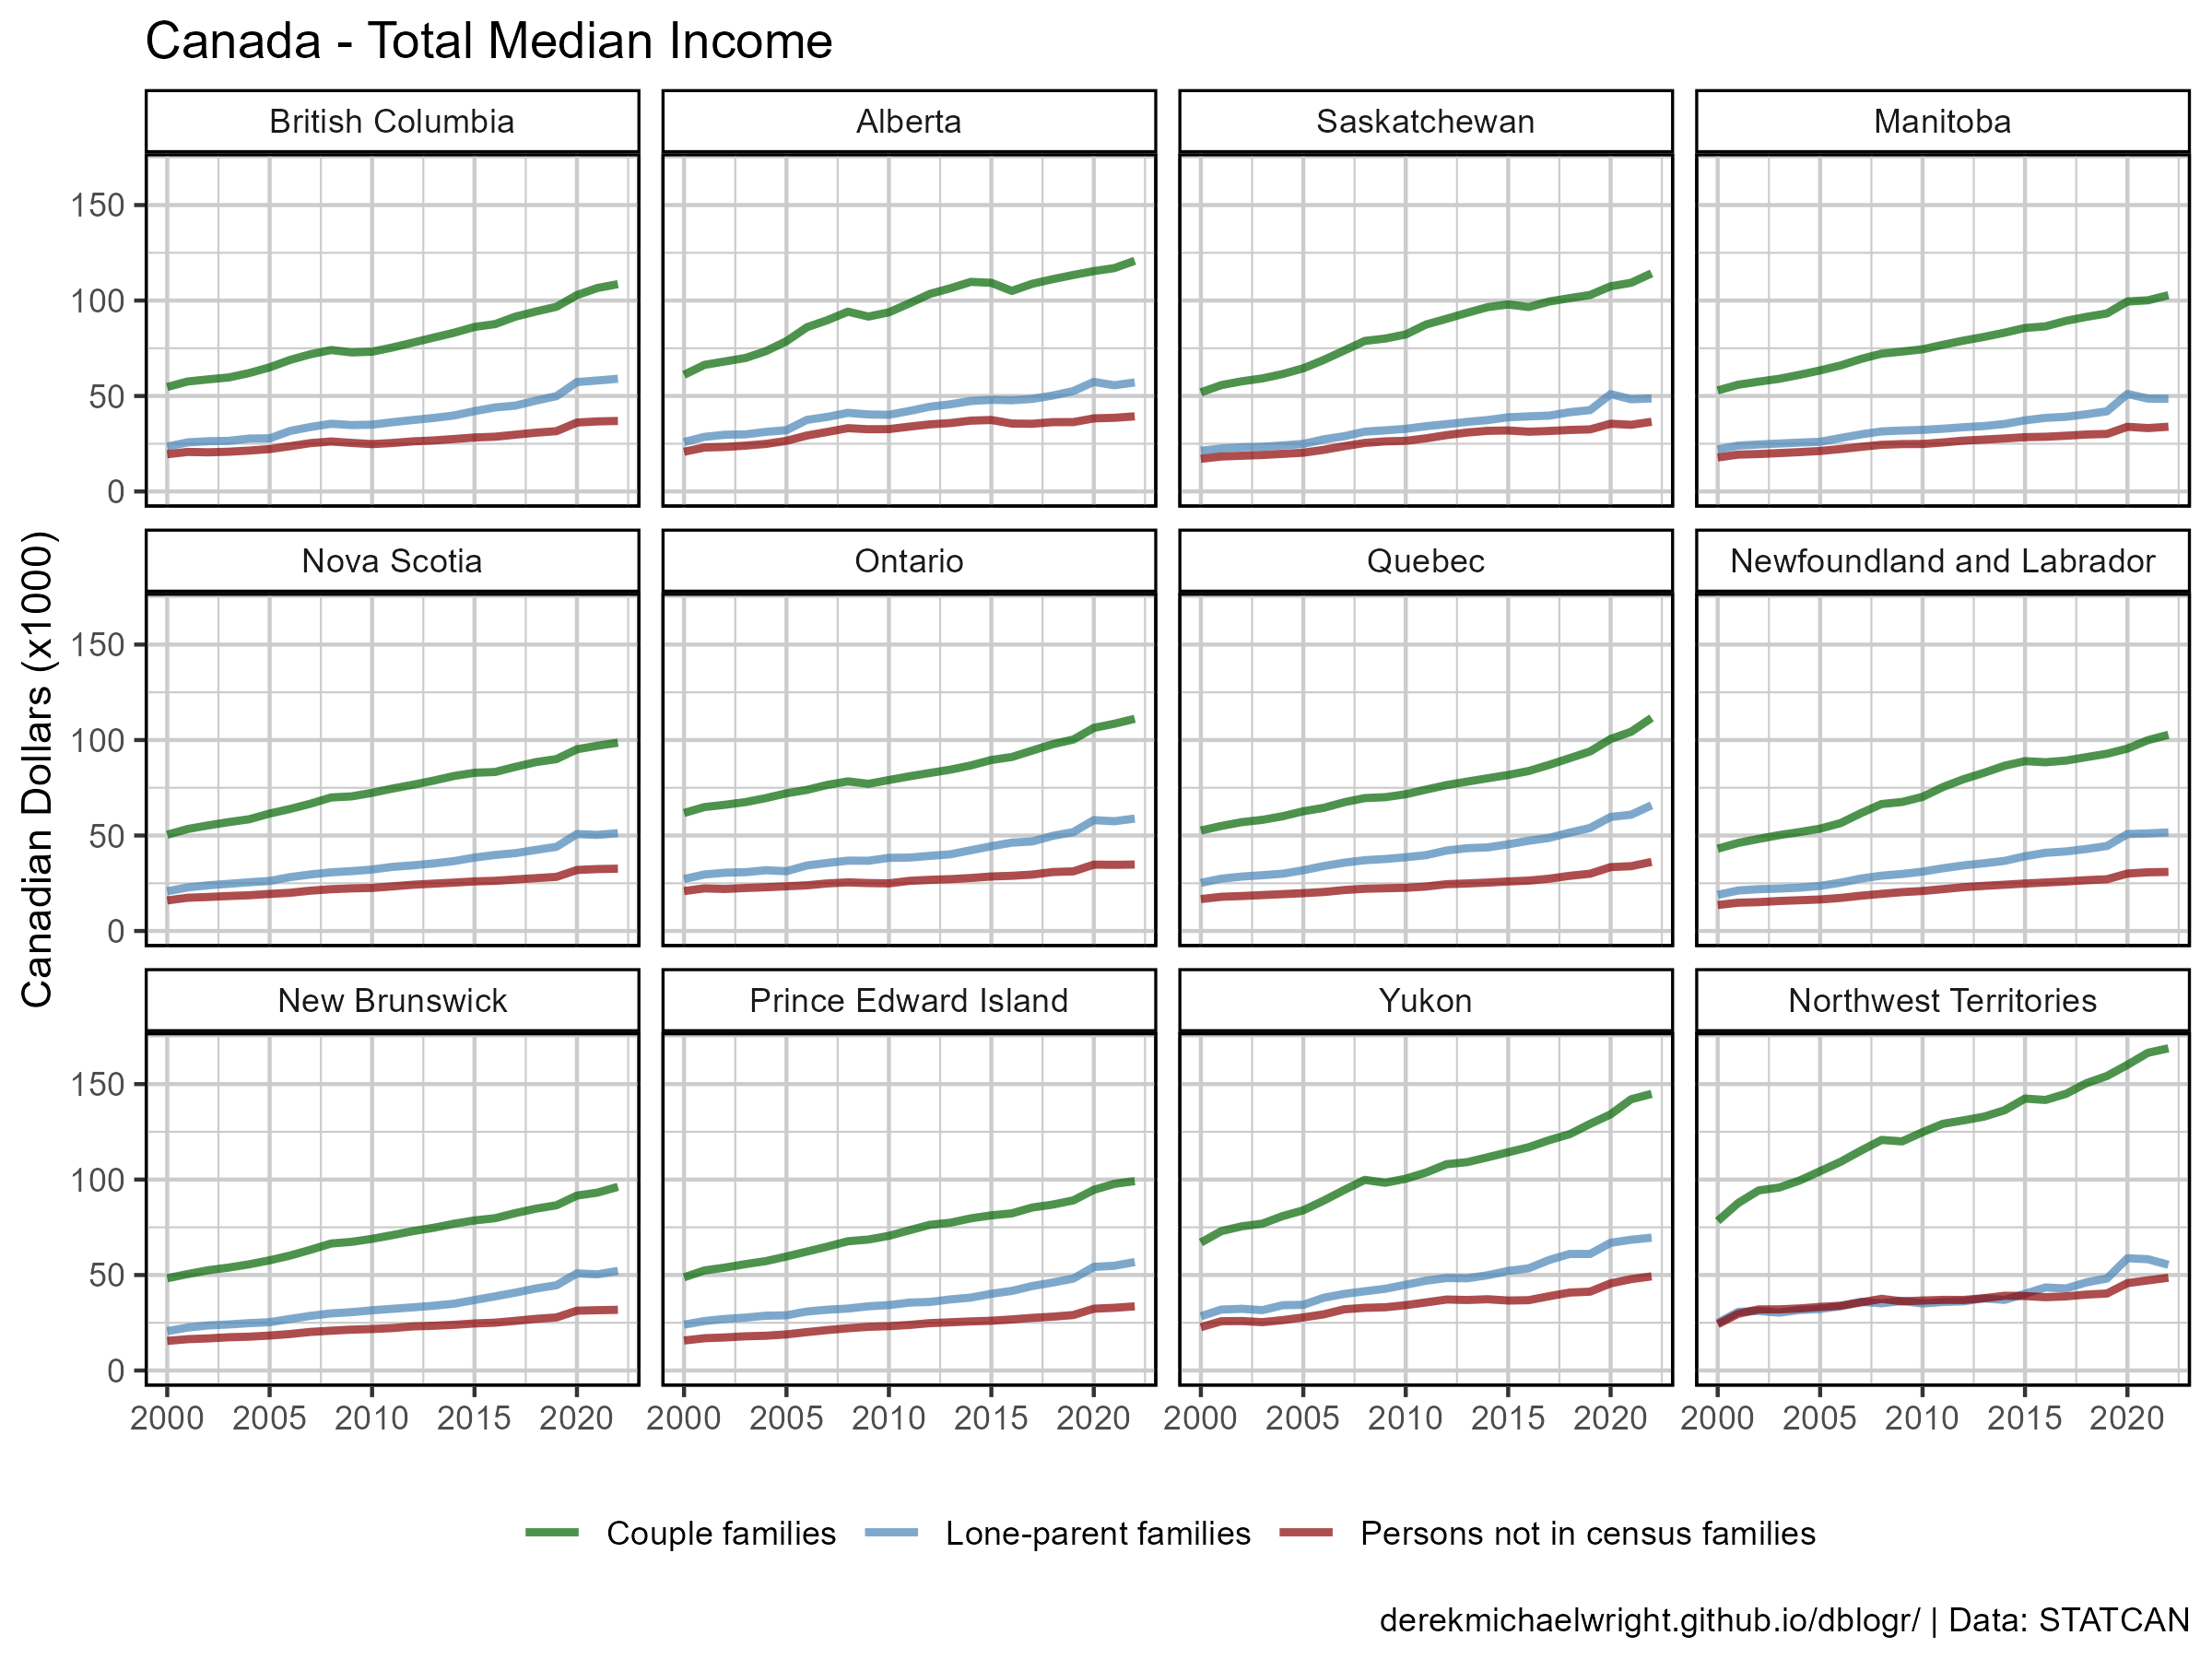 Canada - Total Median Income
British Columbia
Alberta
Saskatchewan
Manitoba
150
100
50
0
Nova Scotia
Ontario
Quebec
Newfoundland and Labrador
150
100
50
0
New Brunswick
Prince Edward Island
Yukon
Northwest Territories
150
100
50
0
Canadian Dollars (x1000)
2000 2005 2010 2015 2020
2000 2005 2010 2015 2020
2000 2005 2010 2015 2020
2000 2005 2010 2015 2020
Couple families
Lone-parent families
Persons not in census families
derekmichaelwright.github.io/dblogr/ | Data: STATCAN